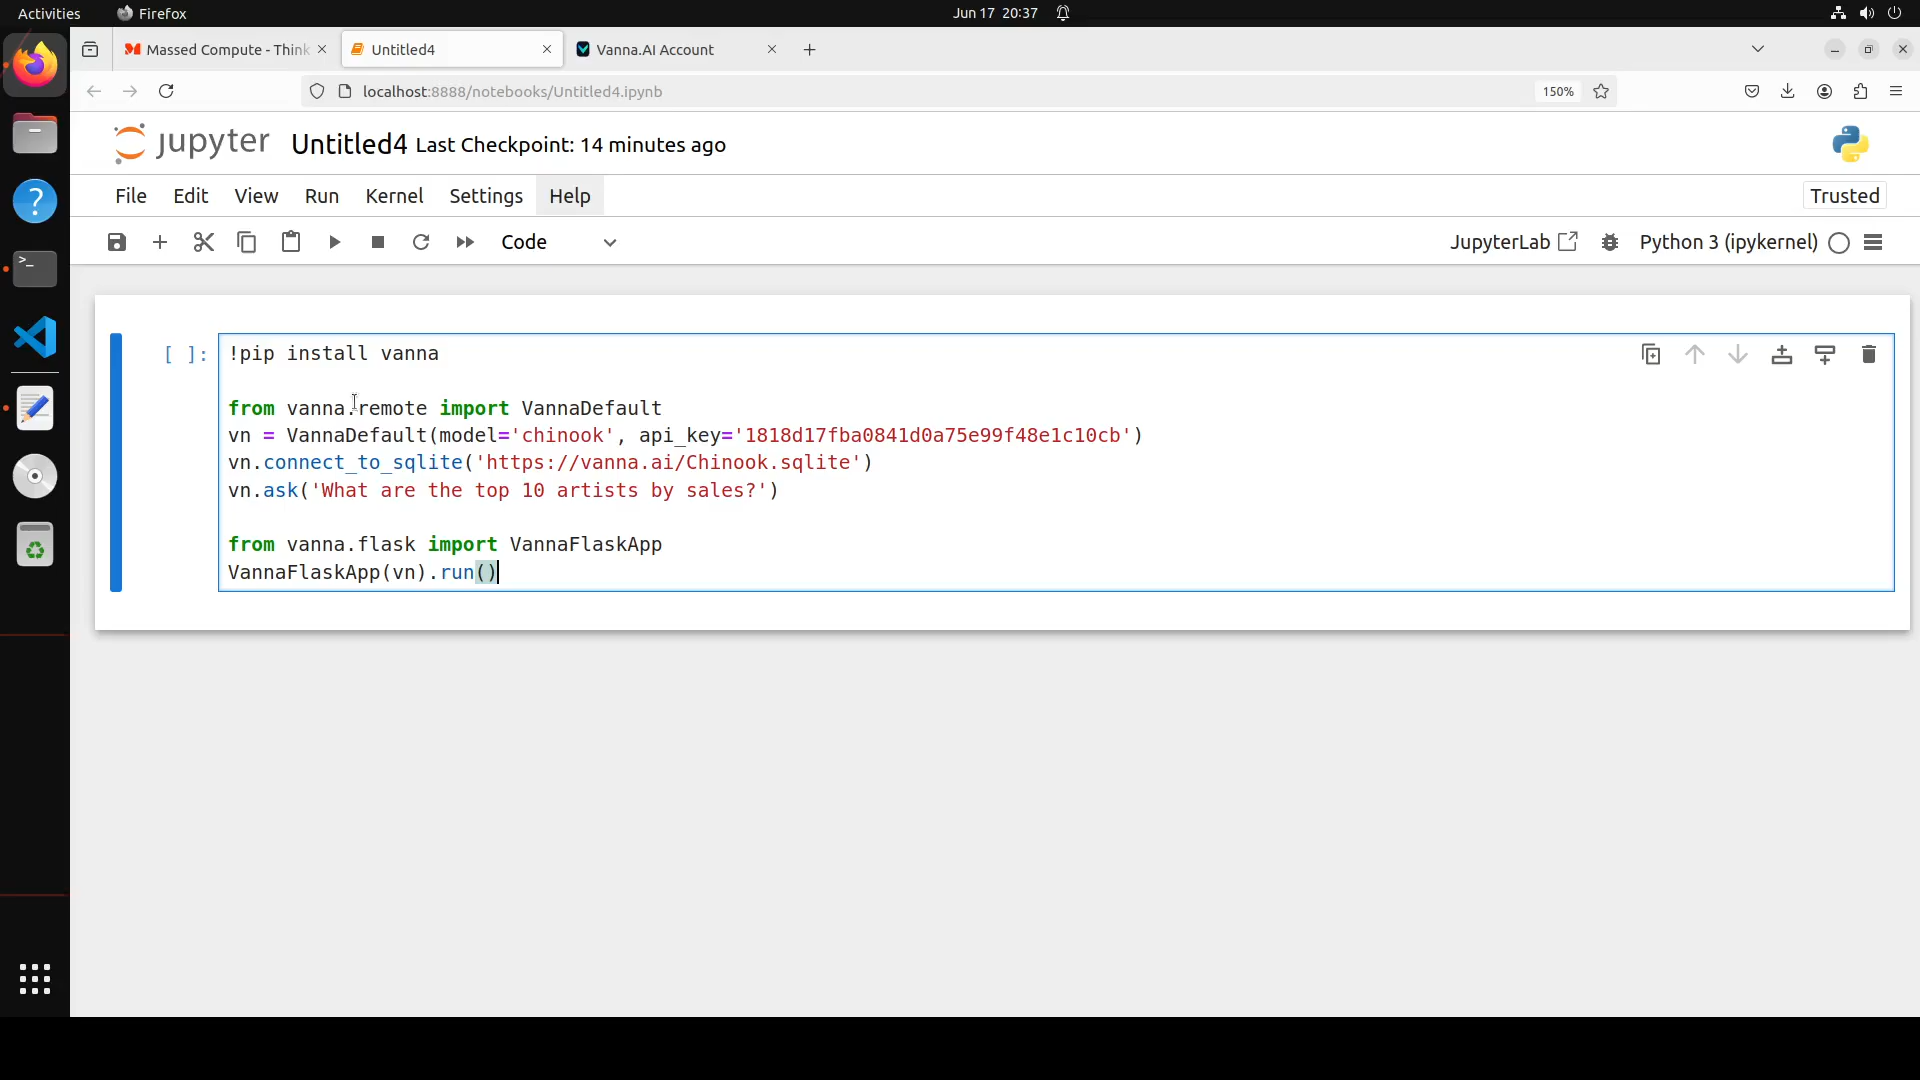 Activities
Firefox
Jun 17 20:37
Massed Compute - Think
Untitled4
Vanna.AI Account
localhost:8888/notebooks/Untitled4.ipynb
150%
jupyter
Untitled4 Last Checkpoint: 14 minutes ago
File Edit View Run Kernel Settings Help
Trusted
Code
JupyterLab
Python 3 (ipykernel)
[ ]:
!pip install vanna
from vanna.remote import VannaDefault
vn = VannaDefault(model='chinook', api_key='1818d17fba0841d0a75e99f48e1c10cb')
vn.connect_to_sqlite('https://vanna.ai/Chinook.sqlite')
vn.ask('What are the top 10 artists by sales?')
from vanna.flask import VannaFlaskApp
VannaFlaskApp(vn).run()